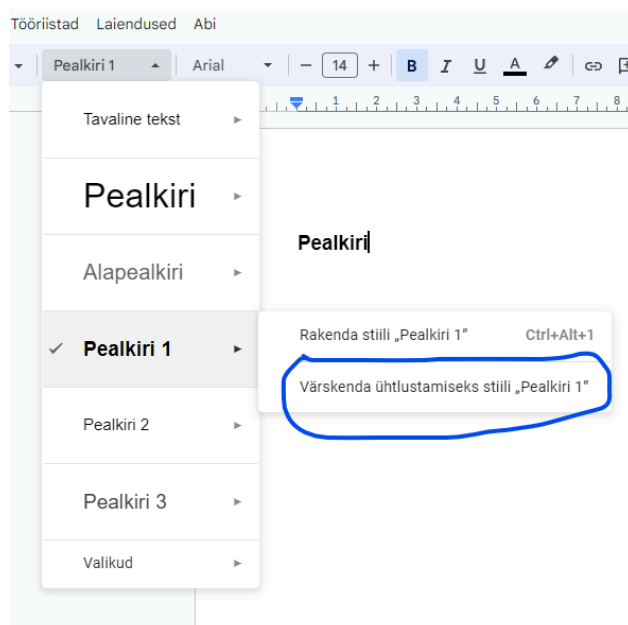 Tööriistad Laiendused Abi
Pealkiri 1 Arial 14 B I U A
1 2 3 4 5 6 7 8
Tavaline tekst
Pealkiri
Pealkiri
Alapealkiri
Rakenda stiili „Pealkiri 1” Ctrl+Alt+1
Pealkiri 1
Värskenda ühtlustamiseks stiili „Pealkiri 1”
Pealkiri 2
Pealkiri 3
Valikud